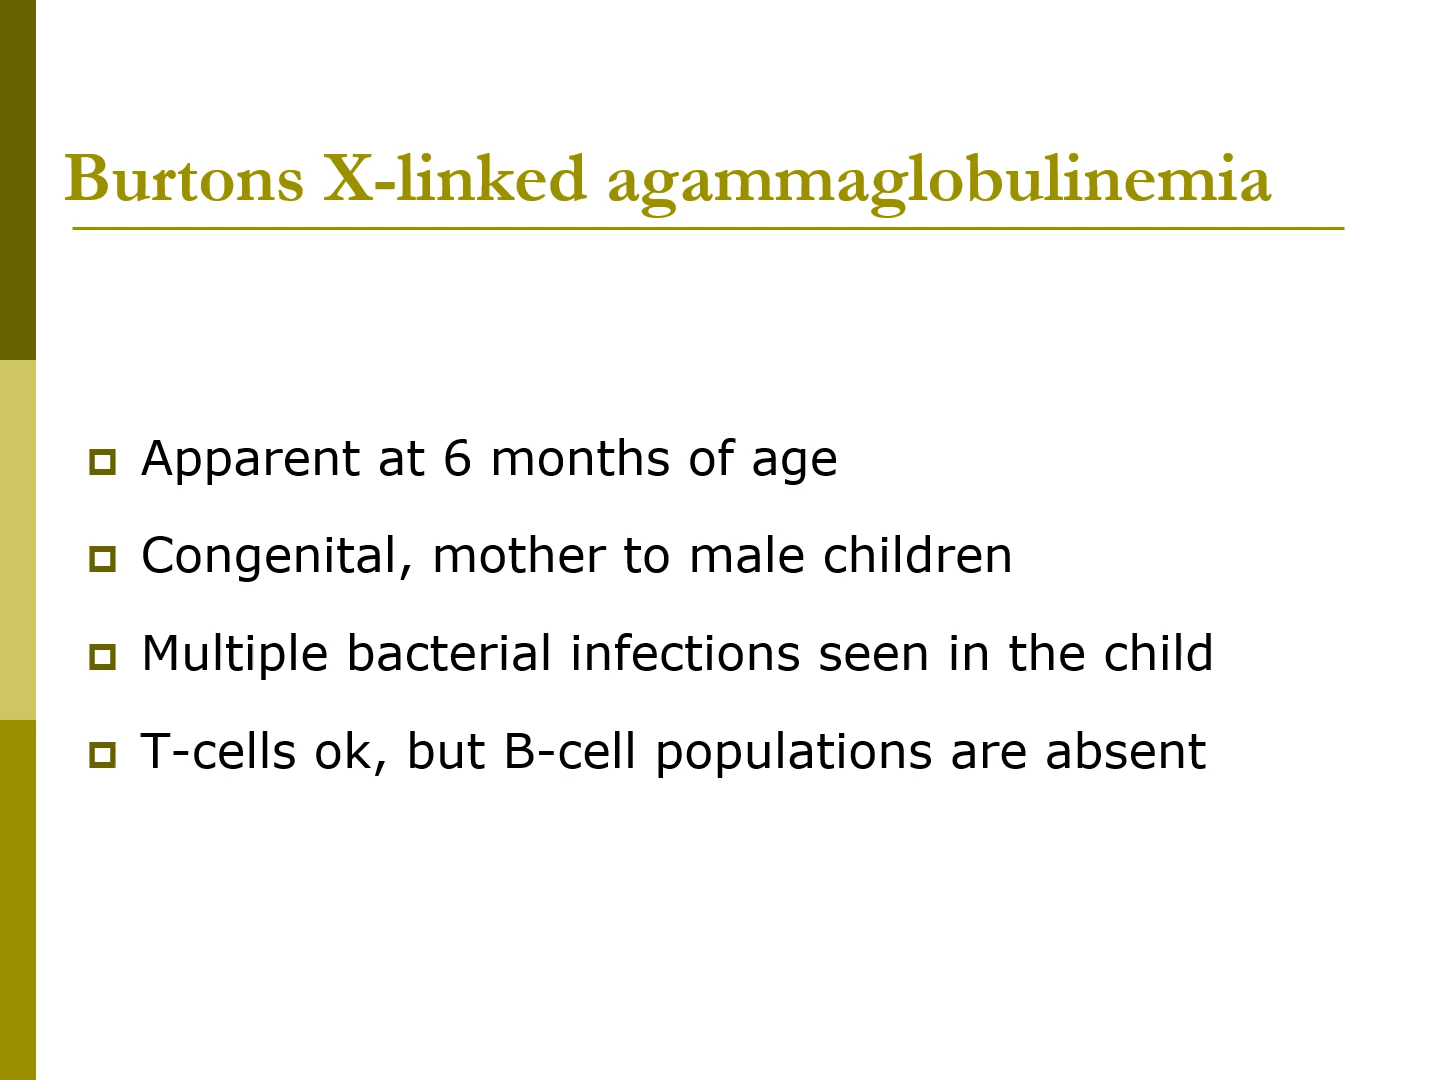 Burtons X-linked agammaglobulinemia
Apparent at 6 months of age
Congenital, mother to male children
Multiple bacterial infections seen in the child
T-cells ok, but B-cell populations are absent